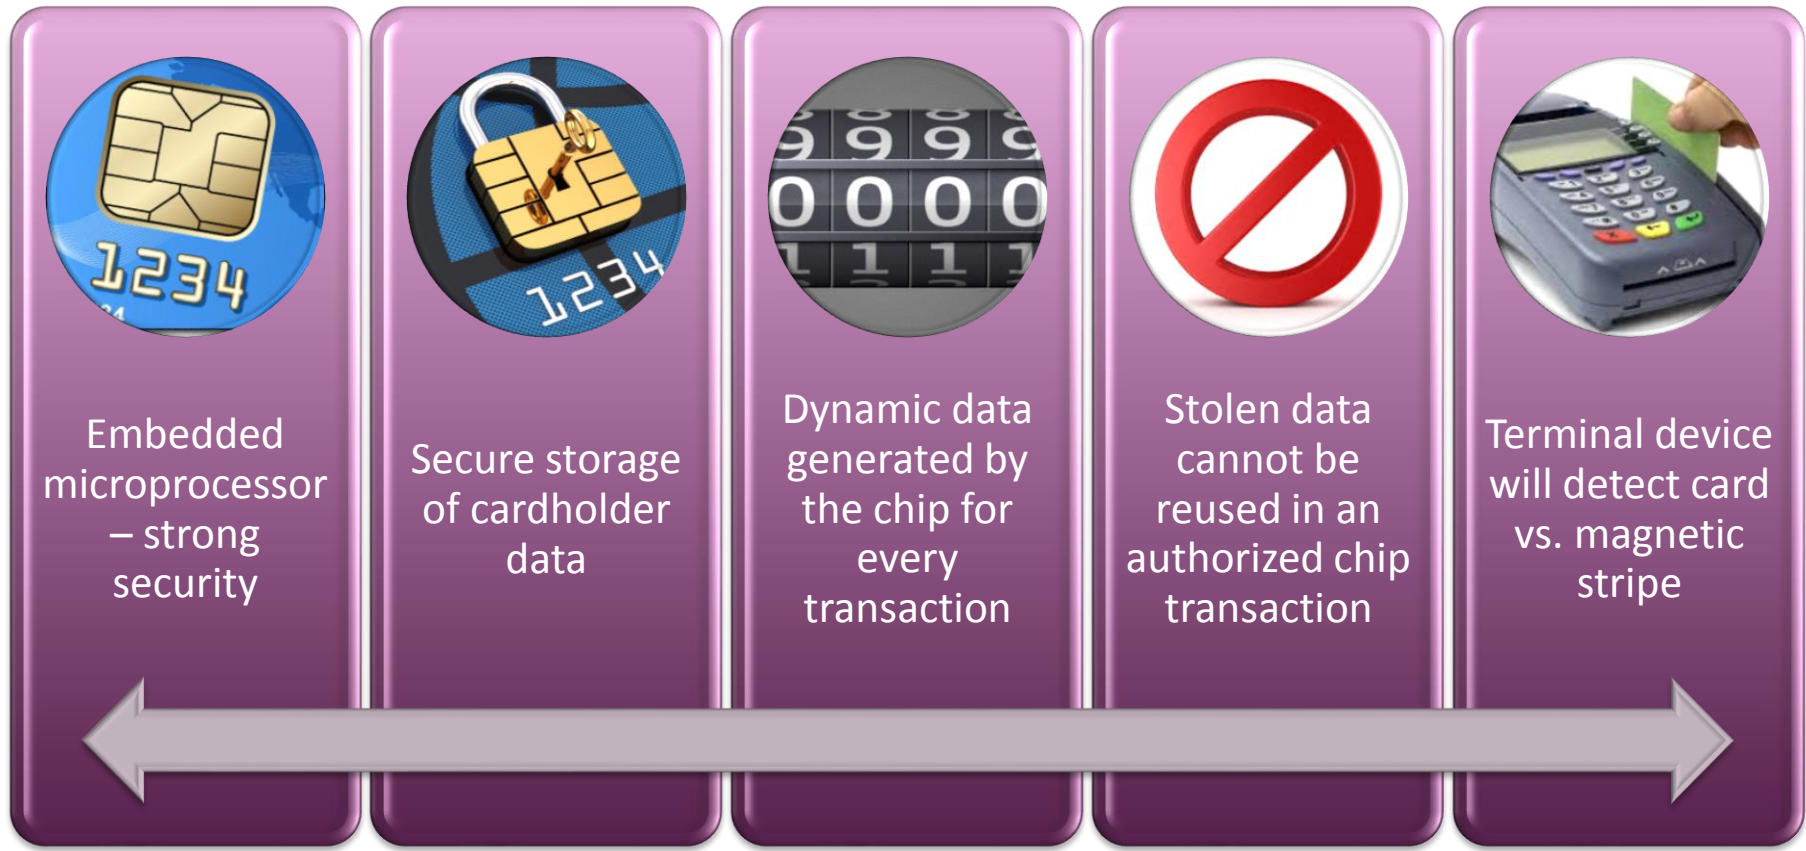 1234
Embedded
microprocessor
– strong
security
1234
Secure storage
of cardholder
data
9999
0000
1111
Dynamic data
generated by
the chip for
every
transaction
Stolen data
cannot be
reused in an
authorized chip
transaction
Terminal device
will detect card
vs. magnetic
stripe